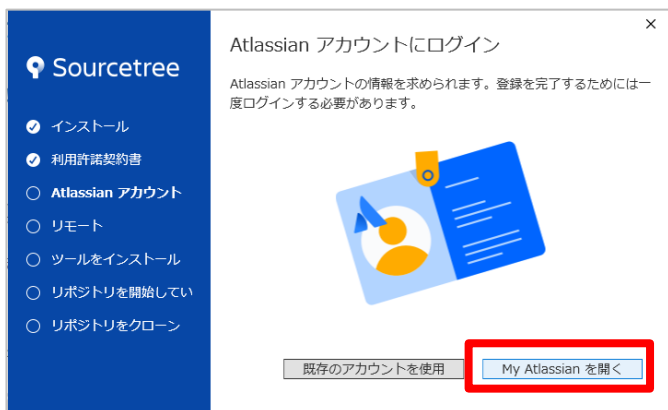 Sourcetree
インストール
利用許諾契約書
Atlassian アカウント
リモート
ツールをインストール
リポジトリを開始してい
リポジトリをクローン
×
Atlassian アカウントにログイン
Atlassian アカウントの情報を求められます。登録を完了するためには一
度ログインする必要があります。
既存のアカウントを使用
My Atlassian を開く